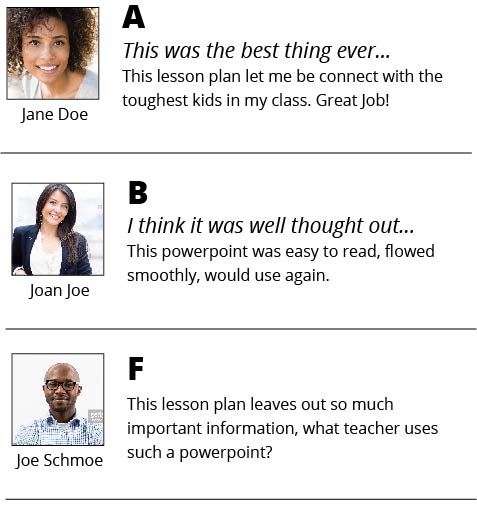 A
This was the best thing ever...
This lesson plan let me be connect with the
toughest kids in my class. Great Job!
Jane Doe
B
I think it was well thought out...
This powerpoint was easy to read, flowed
smoothly, would use again.
Joan Joe
F
This lesson plan leaves out so much
important information, what teacher uses
such a powerpoint?
Joe Schmoe